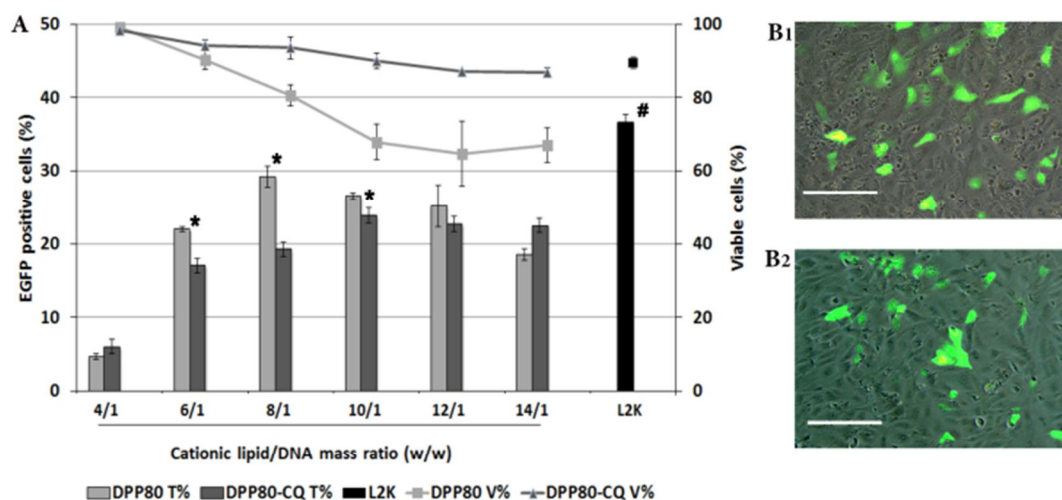 A
50
40
30
20
10
0
EGFP positive cells (%)
100
80
60
40
20
0
Viable cells (%)
*
*
*
#
4/1 6/1 8/1 10/1 12/1 14/1 L2K
Cationic lipid/DNA mass ratio (w/w)
DPP80 T% DPP80-CQ T% L2K DPP80 V% DPP80-CQ V%
B1
B2